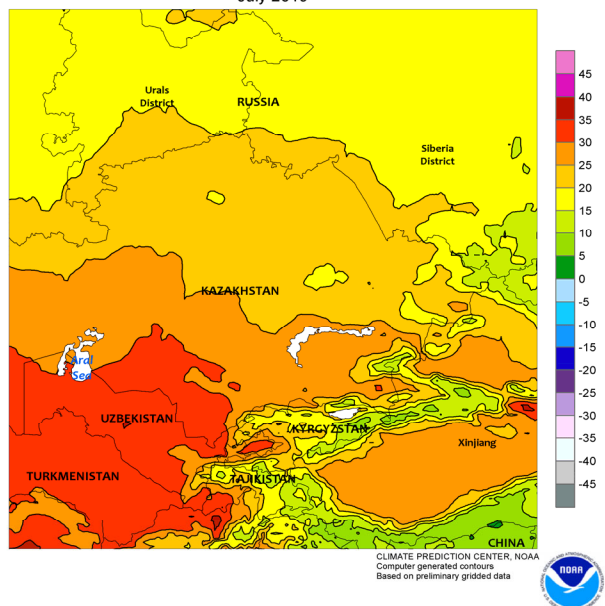 Urals
District
RUSSIA
Siberia
District
KAZAKHSTAN
Aral
Sea
UZBEKISTAN
KYRGYZSTAN
Xinjiang
TURKMENISTAN
TAJIKISTAN
CHINA
45
40
35
30
25
20
15
10
5
0
-5
-10
-15
-20
-25
-30
-35
-40
-45
CLIMATE PREDICTION CENTER, NOAA
Computer generated contours
Based on preliminary gridded data
NOAA